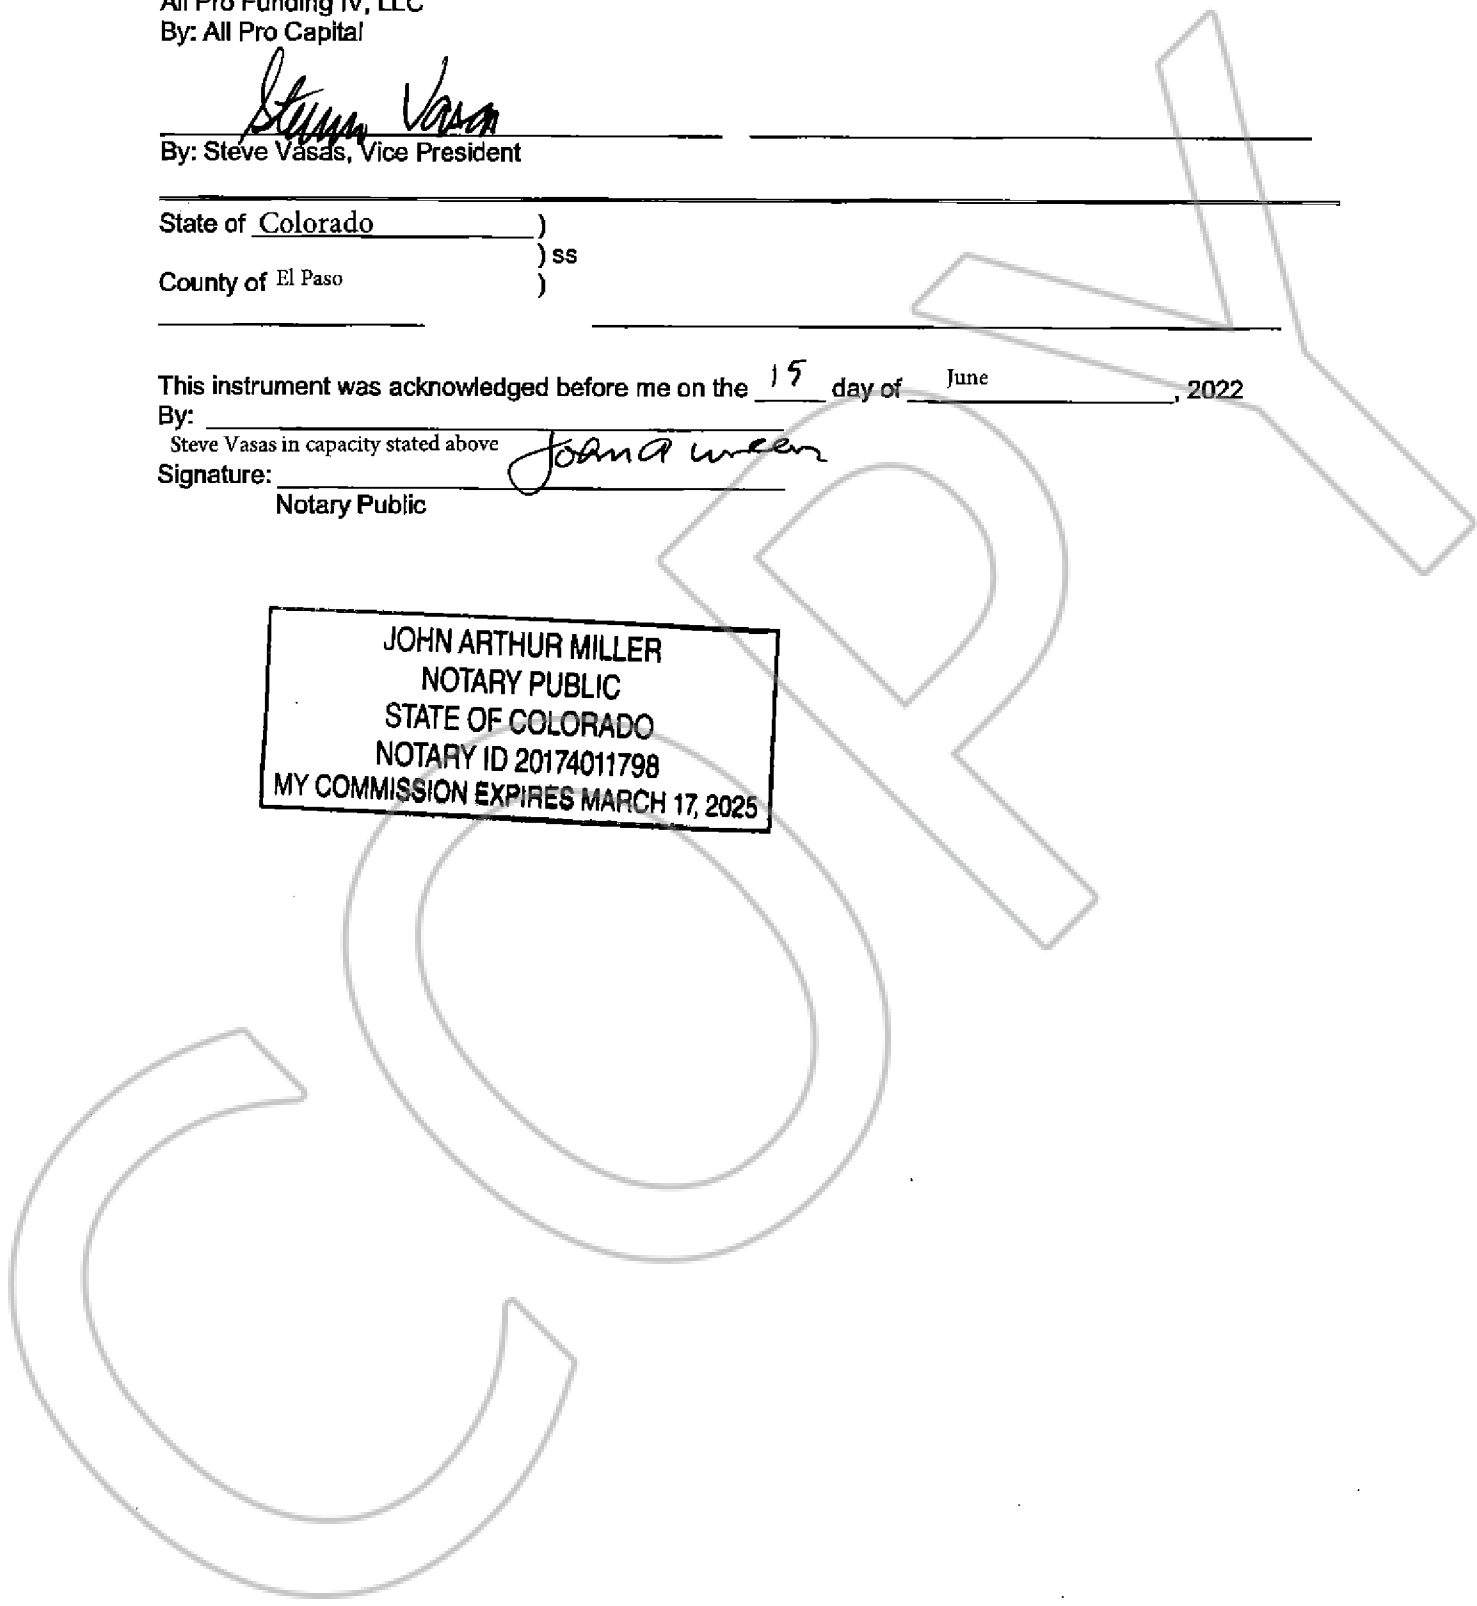 All Pro Funding IV, LLC
By: All Pro Capital
By: Steve Vasas, Vice President
State of Colorado )
) ss
County of El Paso )
This instrument was acknowledged before me on the 15 day of June, 2022
By:
Steve Vasas in capacity stated above
Signature:
Notary Public
JOHN ARTHUR MILLER
NOTARY PUBLIC
STATE OF COLORADO
NOTARY ID 20174011798
MY COMMISSION EXPIRES MARCH 17, 2025
COPY